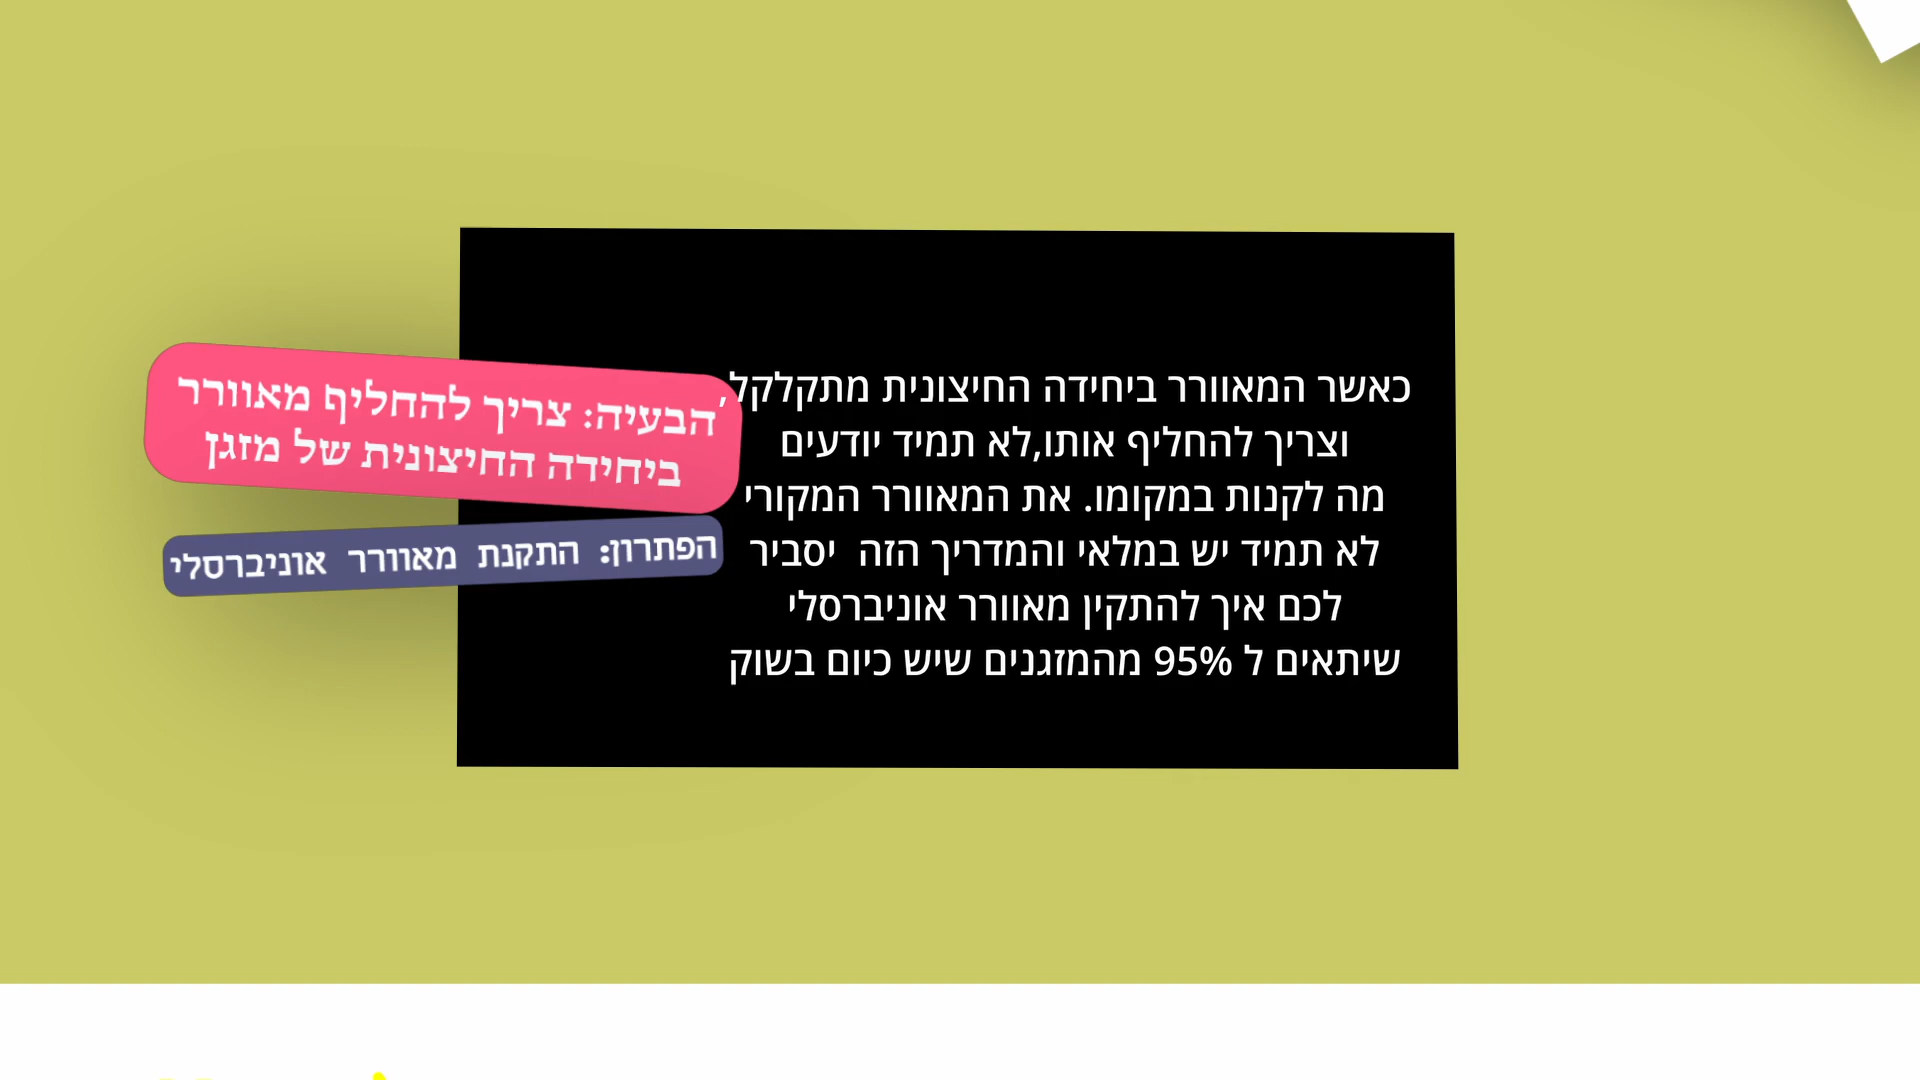 הבעיה: צריך להחליף מאוורר
ביחידה החיצונית של מזגן
הפתרון: התקנת מאוורר אוניברסלי
כאשר המאוורר ביחידה החיצונית מתקלקל,
וצריך להחליף אותו,לא תמיד יודעים
מה לקנות במקומו. את המאוורר המקורי
לא תמיד יש במלאי והמדריך הזה יסביר
לכם איך להתקין מאוורר אוניברסלי
שיתאים ל 95% מהמזגנים שיש כיום בשוק